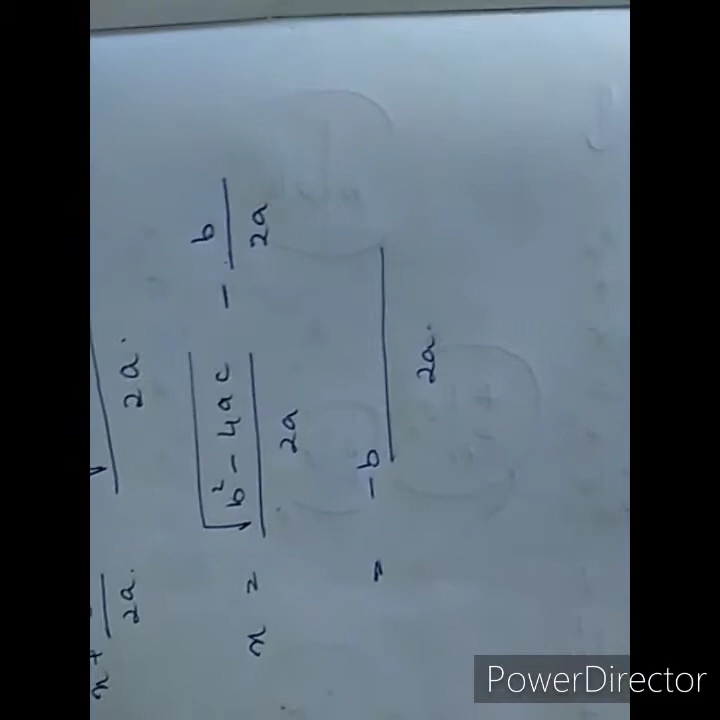 x + — / 2a. √ / 2a.
x = √(b² - 4ac) / 2a - b / 2a
= -b / 2a.
PowerDirector